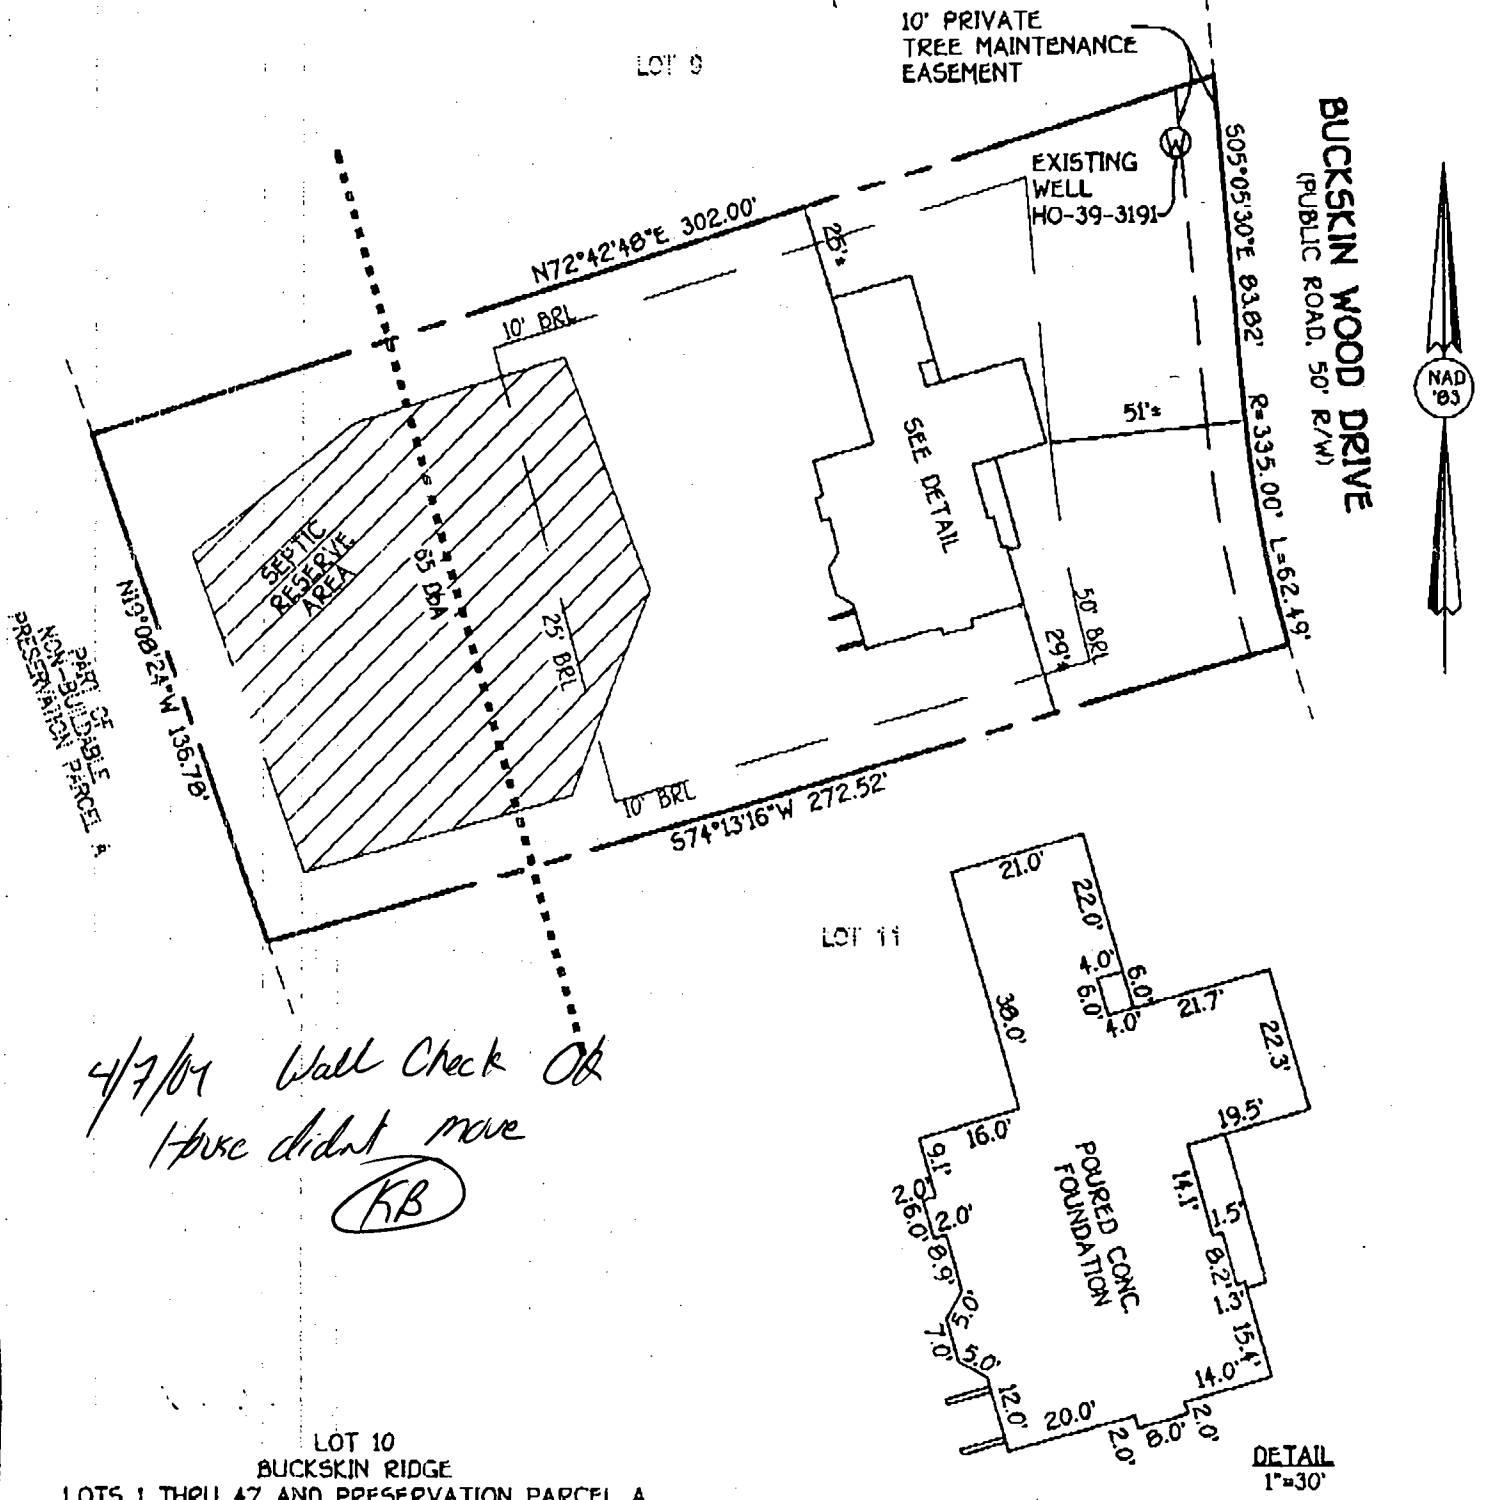 10' PRIVATE
TREE MAINTENANCE
EASEMENT
LOT 9
EXISTING
WELL
HO-39-3191
W
BUCKSKIN WOOD DRIVE
(PUBLIC ROAD, 50' R/W)
S05°05'30"E 83.82'
R=335.00' L=62.49'
NAD
'83
N72°42'48"E 302.00'
25'±
10' BRL
51'±
SEE DETAIL
SEPTIC
RESERVE
AREA
65 DbA
25' BRL
50' BRL
29'±
N19°08'24"W 136.78'
PART OF
NON-BUILDABLE
PRESERVATION PARCEL A
10' BRL
S74°13'16"W 272.52'
LOT 11
21.0'
22.0'
4.0'
6.0'
6.0'
4.0'
21.7'
38.0'
22.3'
19.5'
16.0'
9.1'
2.0'
6.0'
2.0'
8.9'
5.0'
7.0'
5.0'
12.0'
20.0'
2.0'
8.0'
2.0'
14.0'
15.4'
8.2'
14.1'
POURED CONC.
FOUNDATION
DETAIL
1"=30'
4/7/04 Wall Check OK
House didnt move
KB
LOT 10
BUCKSKIN RIDGE
LOTS 1 THRU 47 AND PRESERVATION PARCEL A